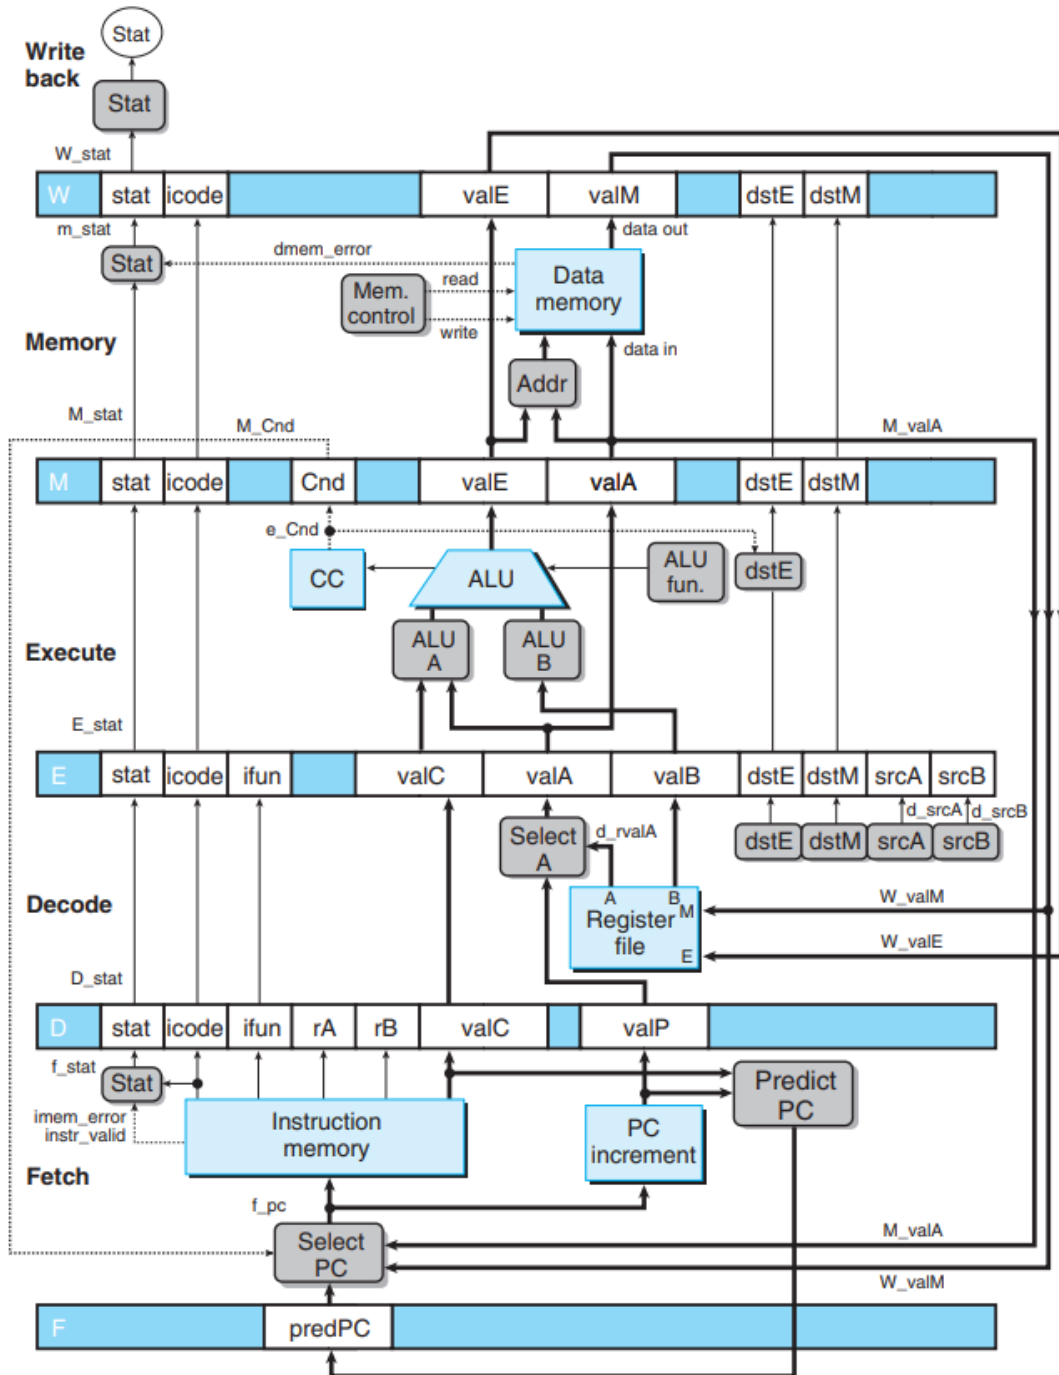 Stat
Write
back
Stat
W_stat
W stat icode valE valM dstE dstM
m_stat
data out
dmem_error
Stat
read
Data
memory
Mem.
control
write
Memory
data in
Addr
M_stat
M_Cnd
M_valA
M stat icode Cnd valE valA dstE dstM
e_Cnd
CC
ALU
ALU
fun.
dstE
ALU
A
ALU
B
Execute
E_stat
E stat icode ifun valC valA valB dstE dstM srcA srcB
d_srcA d_srcB
Select
A
d_rvalA
dstE dstM srcA srcB
Decode
A B
M
Register
file
E
W_valM
W_valE
D_stat
D stat icode ifun rA rB valC valP
f_stat
Stat
Predict
PC
imem_error
instr_valid
Instruction
memory
PC
increment
Fetch
f_pc
Select
PC
M_valA
W_valM
F predPC